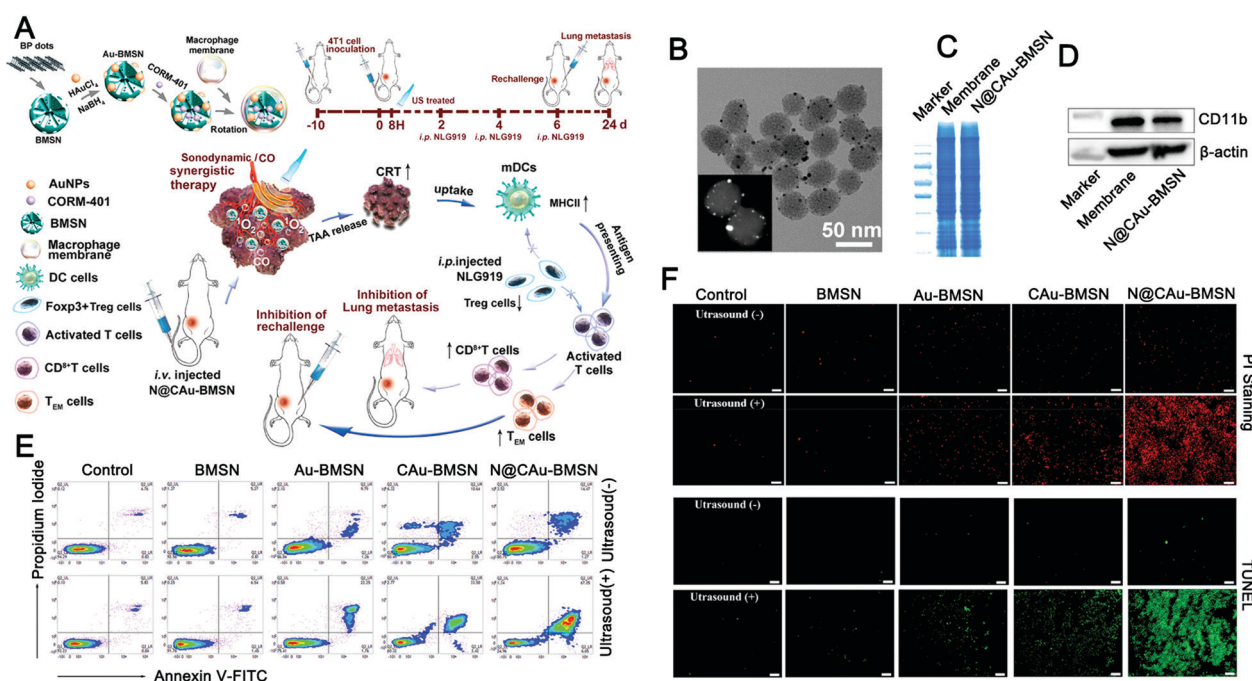 A
BP dots
HAuCl4
NaBH4
BMSN
Au-BMSN
CORM-401
Macrophage
membrane
Rotation
4T1 cell
inoculation
US treated
Rechallenge
Lung metastasis
-10
0
8H
2
4
6
24 d
i.p. NLG919
i.p. NLG919
i.p. NLG919
AuNPs
CORM-401
BMSN
Macrophage
membrane
DC cells
Foxp3+Treg cells
Activated T cells
CD8+T cells
TEM cells
Sonodynamic/CO
synergistic
therapy
1O2
1O2
CO
TAA release
CRT ↑
uptake
mDCs
MHCII ↑
Antigen
presenting
i.p.injected
NLG919
Treg cells↓
Activated
T cells
↑ CD8+T cells
↑ TEM cells
Inhibition of
Lung metastasis
Inhibition of
rechallenge
i.v. injected
N@CAu-BMSN
B
50 nm
C
Marker
Membrane
N@CAu-BMSN
D
CD11b
β-actin
Marker
Membrane
N@CAu-BMSN
E
Control
BMSN
Au-BMSN
CAu-BMSN
N@CAu-BMSN
Propidium Iodide
Ultrasoud(-)
Ultrasoud(+)
Annexin V-FITC
F
Control
BMSN
Au-BMSN
CAu-BMSN
N@CAu-BMSN
Utrasound (-)
Ultrasound (+)
PI Staining
Ultrasound (-)
Ultrasound (+)
TUNEL